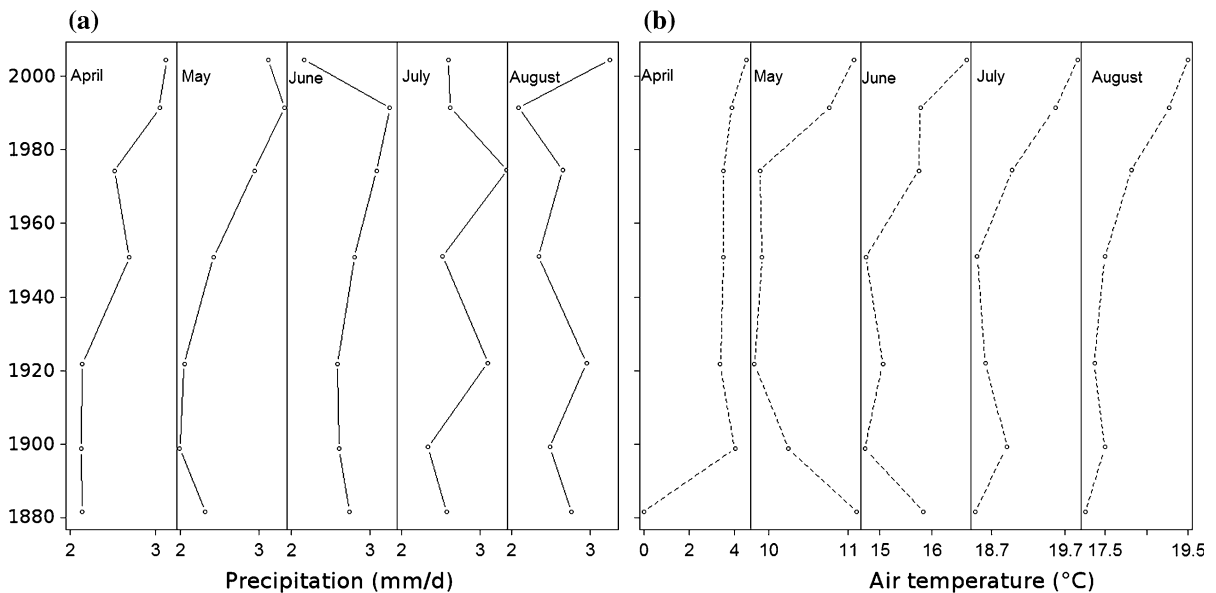 (a) (b)
April May June July August April May June July August
2000
1980
1960
1940
1920
1900
1880
2 3 2 3 2 3 2 3 2 3 0 2 4 10 11 15 16 18.7 19.7 17.5 19.5
Precipitation (mm/d) Air temperature (°C)